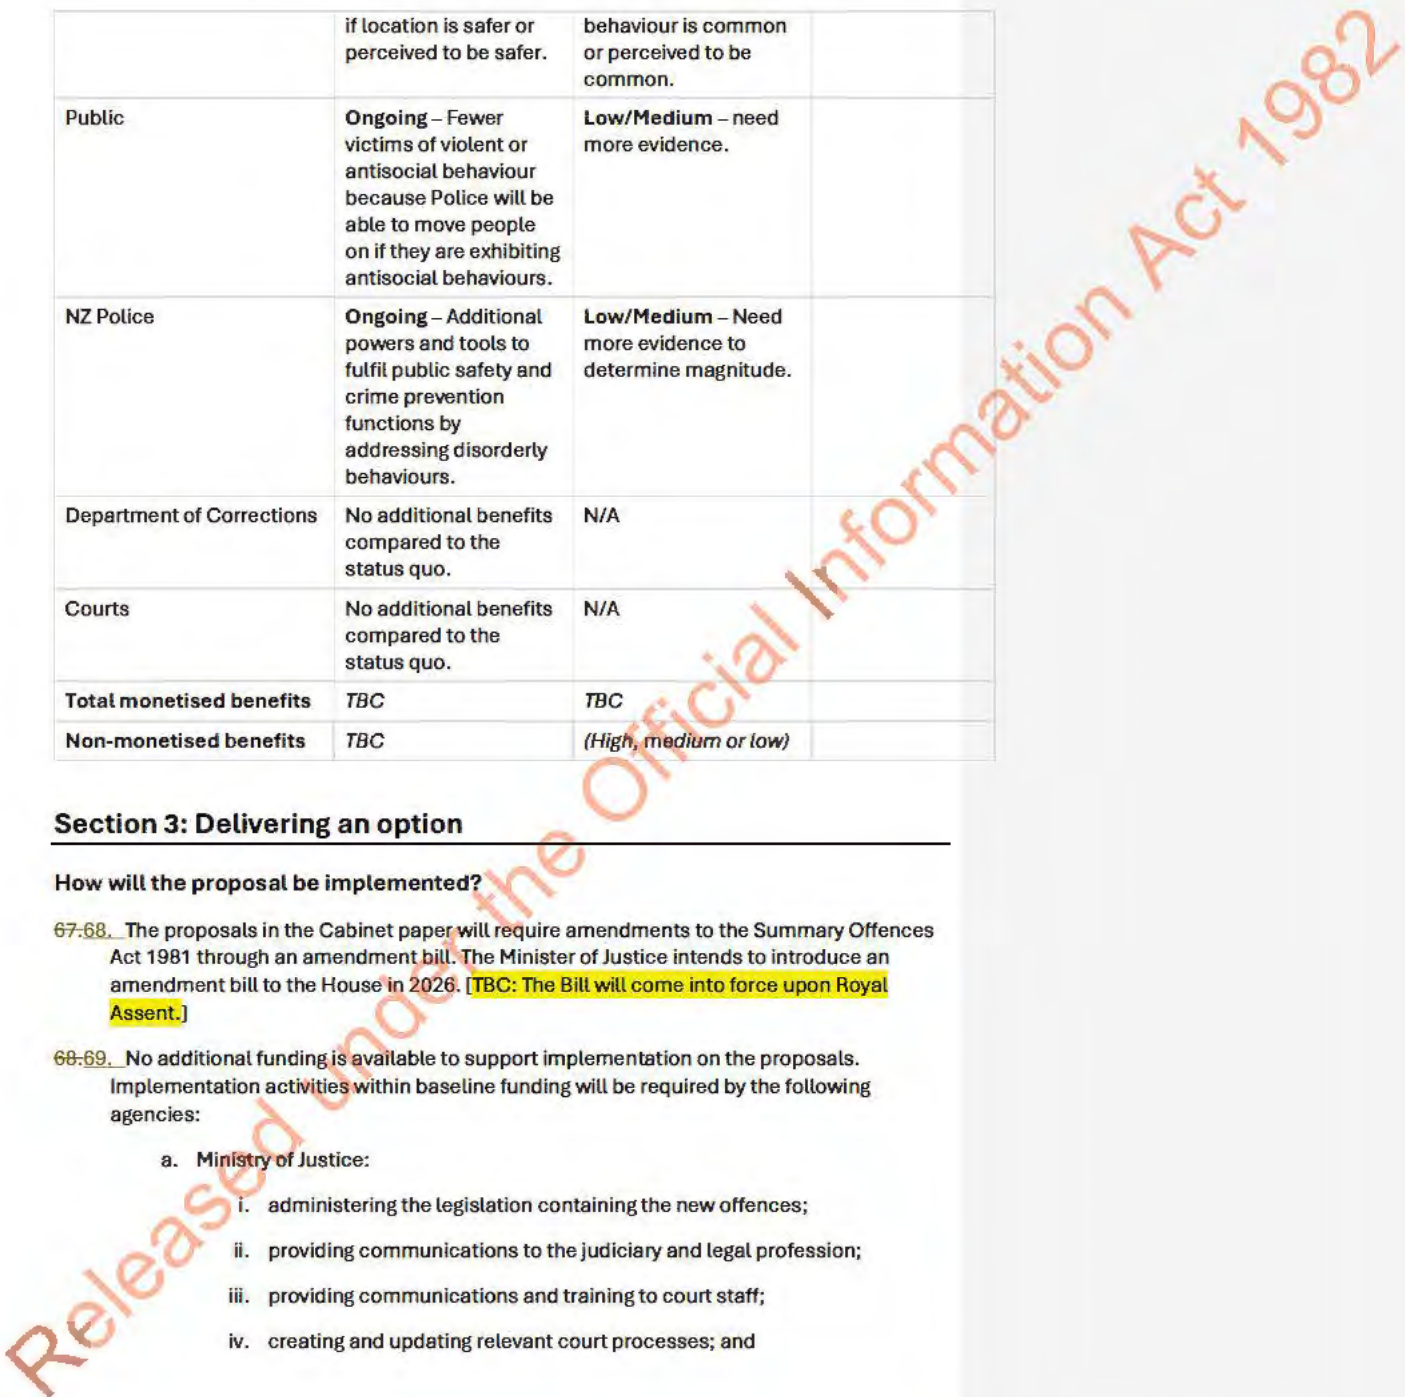 if location is safer or
perceived to be safer.
behaviour is common
or perceived to be
common.
Public
Ongoing – Fewer
victims of violent or
antisocial behaviour
because Police will be
able to move people
on if they are exhibiting
antisocial behaviours.
Low/Medium – need
more evidence.
NZ Police
Ongoing – Additional
powers and tools to
fulfil public safety and
crime prevention
functions by
addressing disorderly
behaviours.
Low/Medium – Need
more evidence to
determine magnitude.
Department of Corrections
No additional benefits
compared to the
status quo.
N/A
Courts
No additional benefits
compared to the
status quo.
N/A
Total monetised benefits
TBC
TBC
Non-monetised benefits
TBC
(High, medium or low)
Section 3: Delivering an option
How will the proposal be implemented?
67.68. The proposals in the Cabinet paper will require amendments to the Summary Offences
Act 1981 through an amendment bill. The Minister of Justice intends to introduce an
amendment bill to the House in 2026. [TBC: The Bill will come into force upon Royal
Assent.]
68.69. No additional funding is available to support implementation on the proposals.
Implementation activities within baseline funding will be required by the following
agencies:
a. Ministry of Justice:
i. administering the legislation containing the new offences;
ii. providing communications to the judiciary and legal profession;
iii. providing communications and training to court staff;
iv. creating and updating relevant court processes; and
Released under the Official Information Act 1982